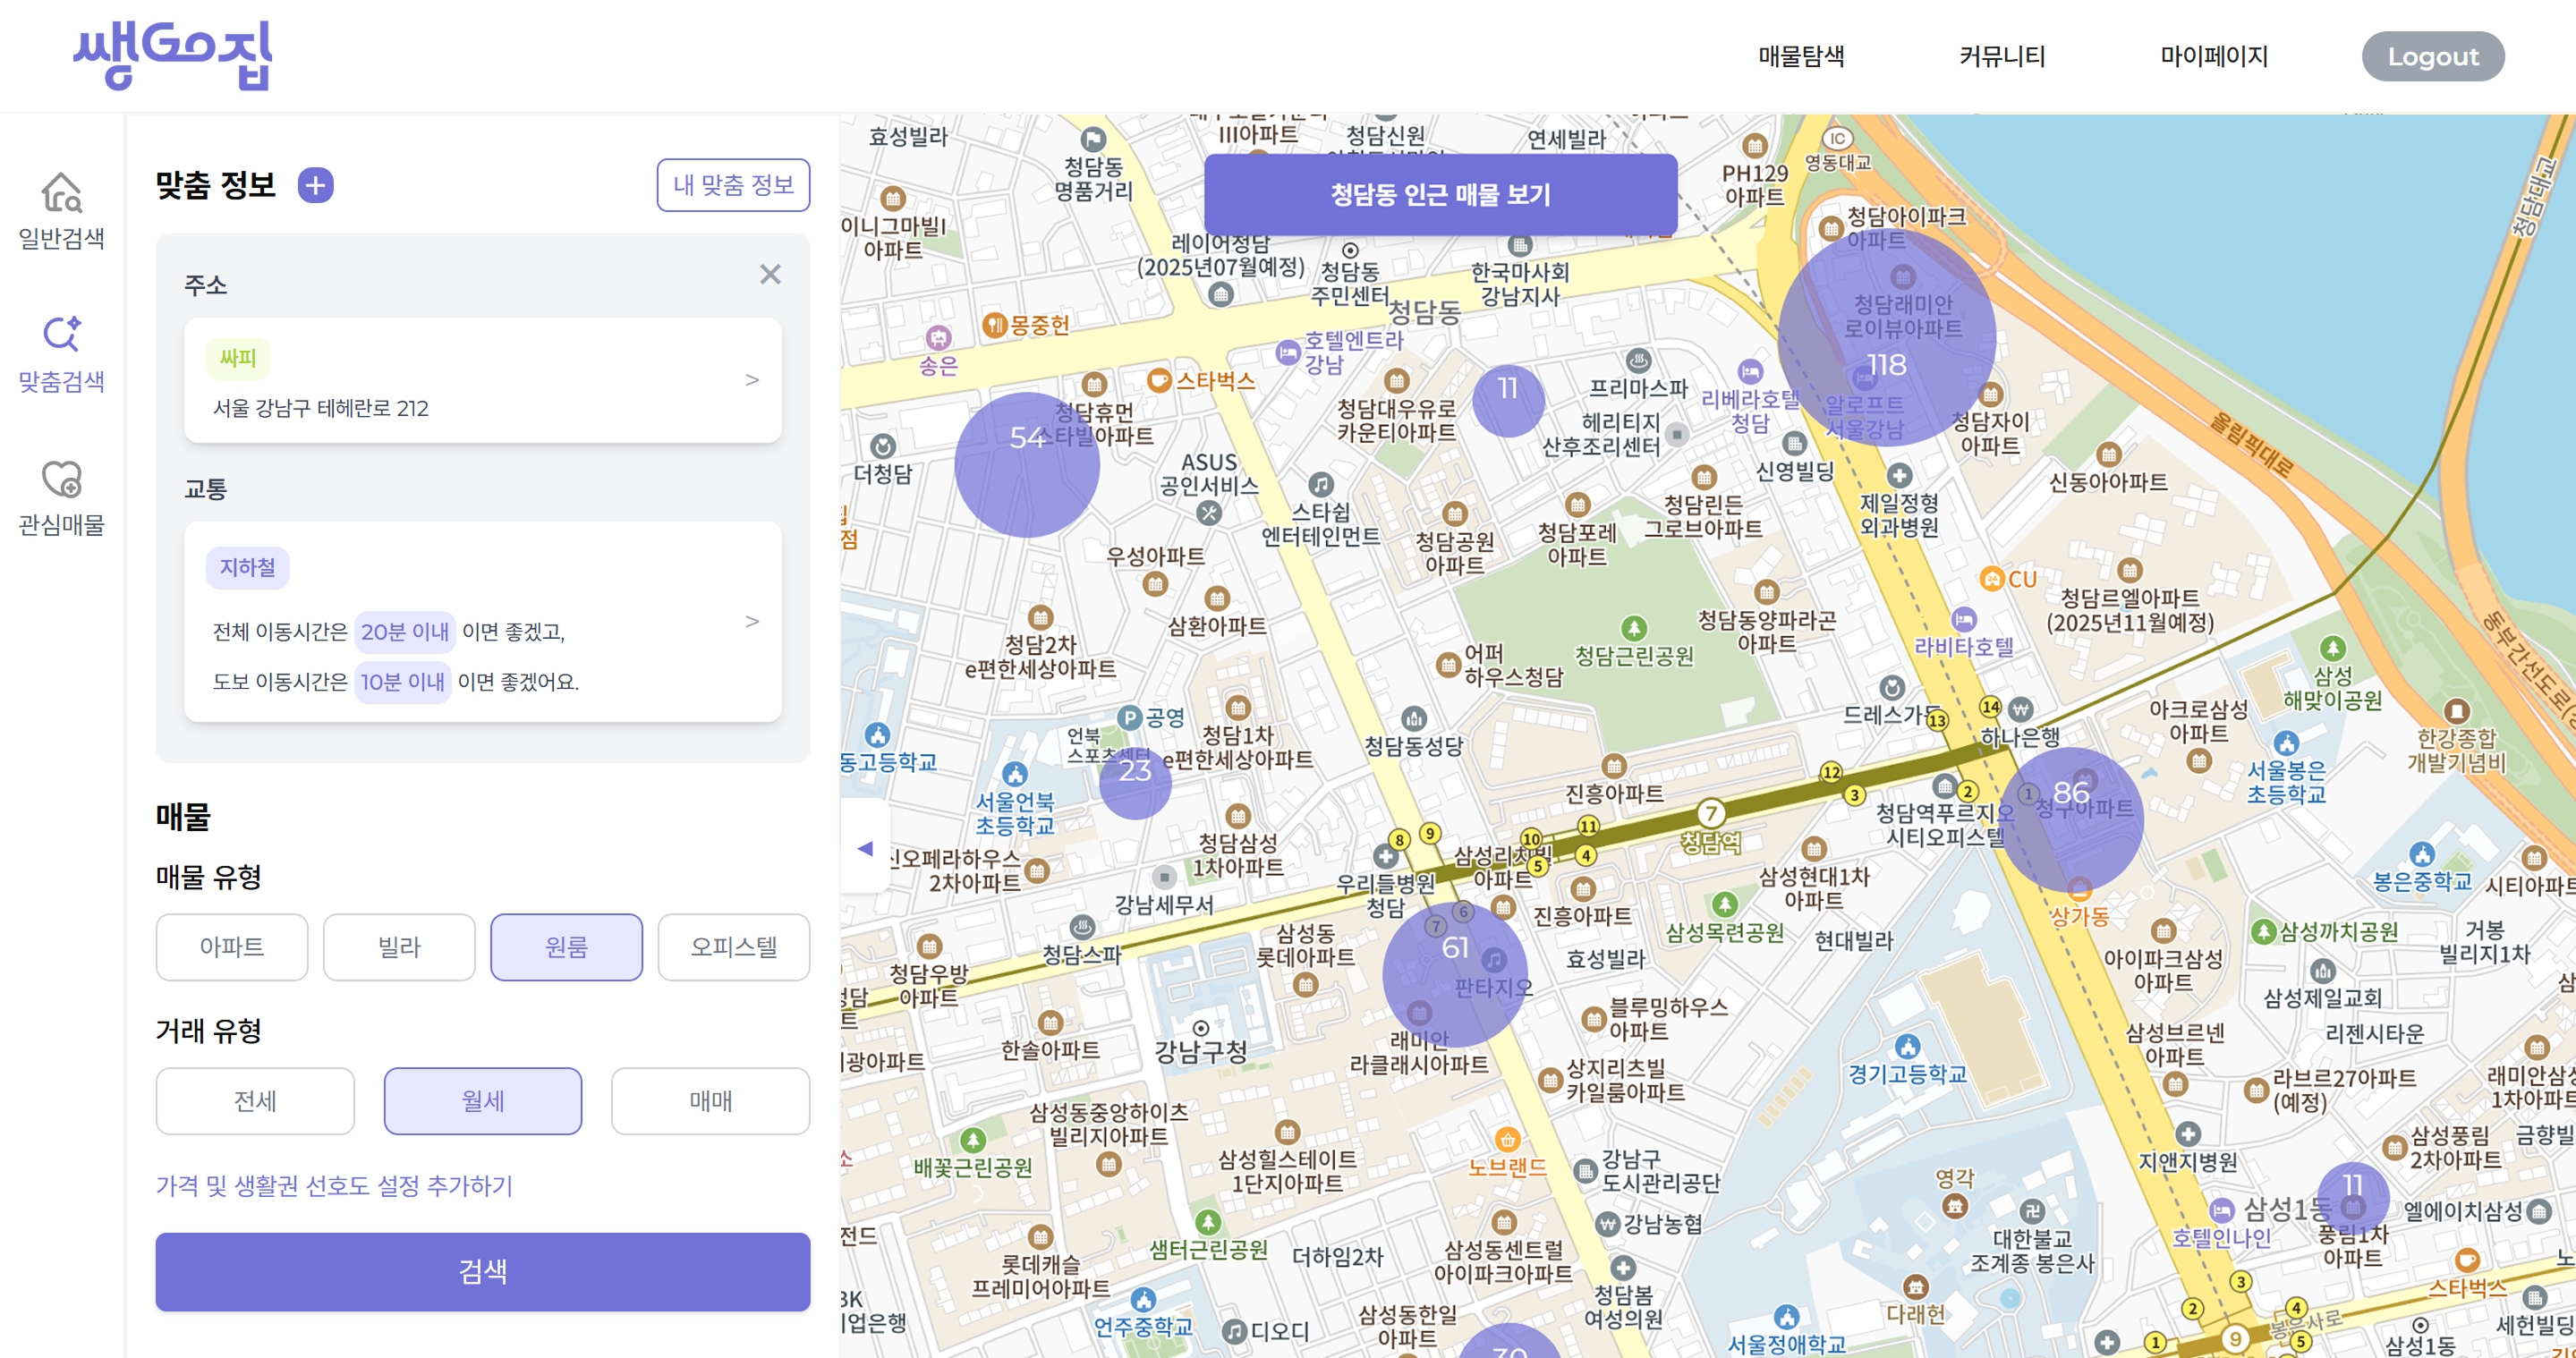 쌩Go집
매물탐색
커뮤니티
마이페이지
Logout
일반검색
맞춤검색
관심매물
맞춤 정보
내 맞춤 정보
주소
싸피
서울 강남구 테헤란로 212
>
교통
지하철
전체 이동시간은 20분 이내 이면 좋겠고,
도보 이동시간은 10분 이내 이면 좋겠어요.
>
매물
매물 유형
아파트
빌라
원룸
오피스텔
거래 유형
전세
월세
매매
가격 및 생활권 선호도 설정 추가하기
검색
청담동 인근 매물 보기
효성빌라
청담동
명품거리
III아파트
청담신원
연세빌라
PH129
아파트
IC
영동대교
청담대교
이니그마빌I
아파트
레이어청담
(2025년07월예정)
청담동
주민센터
한국마사회
강남지사
청담동
청담아이파크
아파트
청담래미안
로이뷰아파트
118
알로프트
서울강남
송은
몽중헌
스타벅스
호텔엔트라
강남
11
프리마스파
리베라호텔
청담
청담자이
아파트
올림픽대로
청담휴먼
스타빌아파트
54
더청담
청담대우유로
카운티아파트
헤리티지
산후조리센터
신영빌딩
ASUS
공인서비스
스타쉽
엔터테인먼트
청담공원
아파트
청담포레
아파트
청담린든
그로브아파트
제일정형
외과병원
신동아아파트
우성아파트
삼환아파트
CU
청담르엘아파트
(2025년11월예정)
청담2차
e편한세상아파트
어퍼
하우스청담
청담근린공원
청담동양파라곤
아파트
라비타호텔
삼성
해맞이공원
P 공영
언북
스포츠센터
23
청담1차
e편한세상아파트
청담동성당
드레스가든
13
14
하나은행
아크로삼성
아파트
한강종합
개발기념비
동고등학교
서울언북
초등학교
서울봉은
초등학교
진흥아파트
12
3
2
1
86
청구아파트
청담역푸르지오
시티오피스텔
7
청담역
청담삼성
1차아파트
8
9
10
11
4
5
삼성리치빌
아파트
신오페라하우스
2차아파트
강남세무서
우리들병원
청담
진흥아파트
삼성현대1차
아파트
삼성목련공원
상가동
봉은중학교
시티아파트
청담스파
삼성동
롯데아파트
6
7
61
판타지오
효성빌라
현대빌라
삼성까치공원
거봉
빌리지1차
청담우방
아파트
아이파크삼성
아파트
삼성제일교회
한솔아파트
강남구청
래미안
라클래시아파트
블루밍하우스
아파트
경기고등학교
삼성브르넨
아파트
리젠시타운
상지리츠빌
카일룸아파트
라브르27아파트
(예정)
래미안삼성
1차아파트
삼성동중앙하이츠
빌리지아파트
배꽃근린공원
삼성힐스테이트
1단지아파트
노브랜드
강남구
도시관리공단
영각
지앤지병원
삼성풍림
2차아파트
금향빌
샘터근린공원
더하임2차
삼성동센트럴
아이파크아파트
강남농협
대한불교
조계종 봉은사
삼성1동
호텔인나인
11
풍림1차
아파트
엘에이치삼성
롯데캐슬
프레미어아파트
언주중학교
디오디
삼성동한일
아파트
30
청담봄
여성의원
서울정애학교
다래헌
스타벅스
3
2
4
1
9
5
봉은사로
삼성1동
세헌빌딩